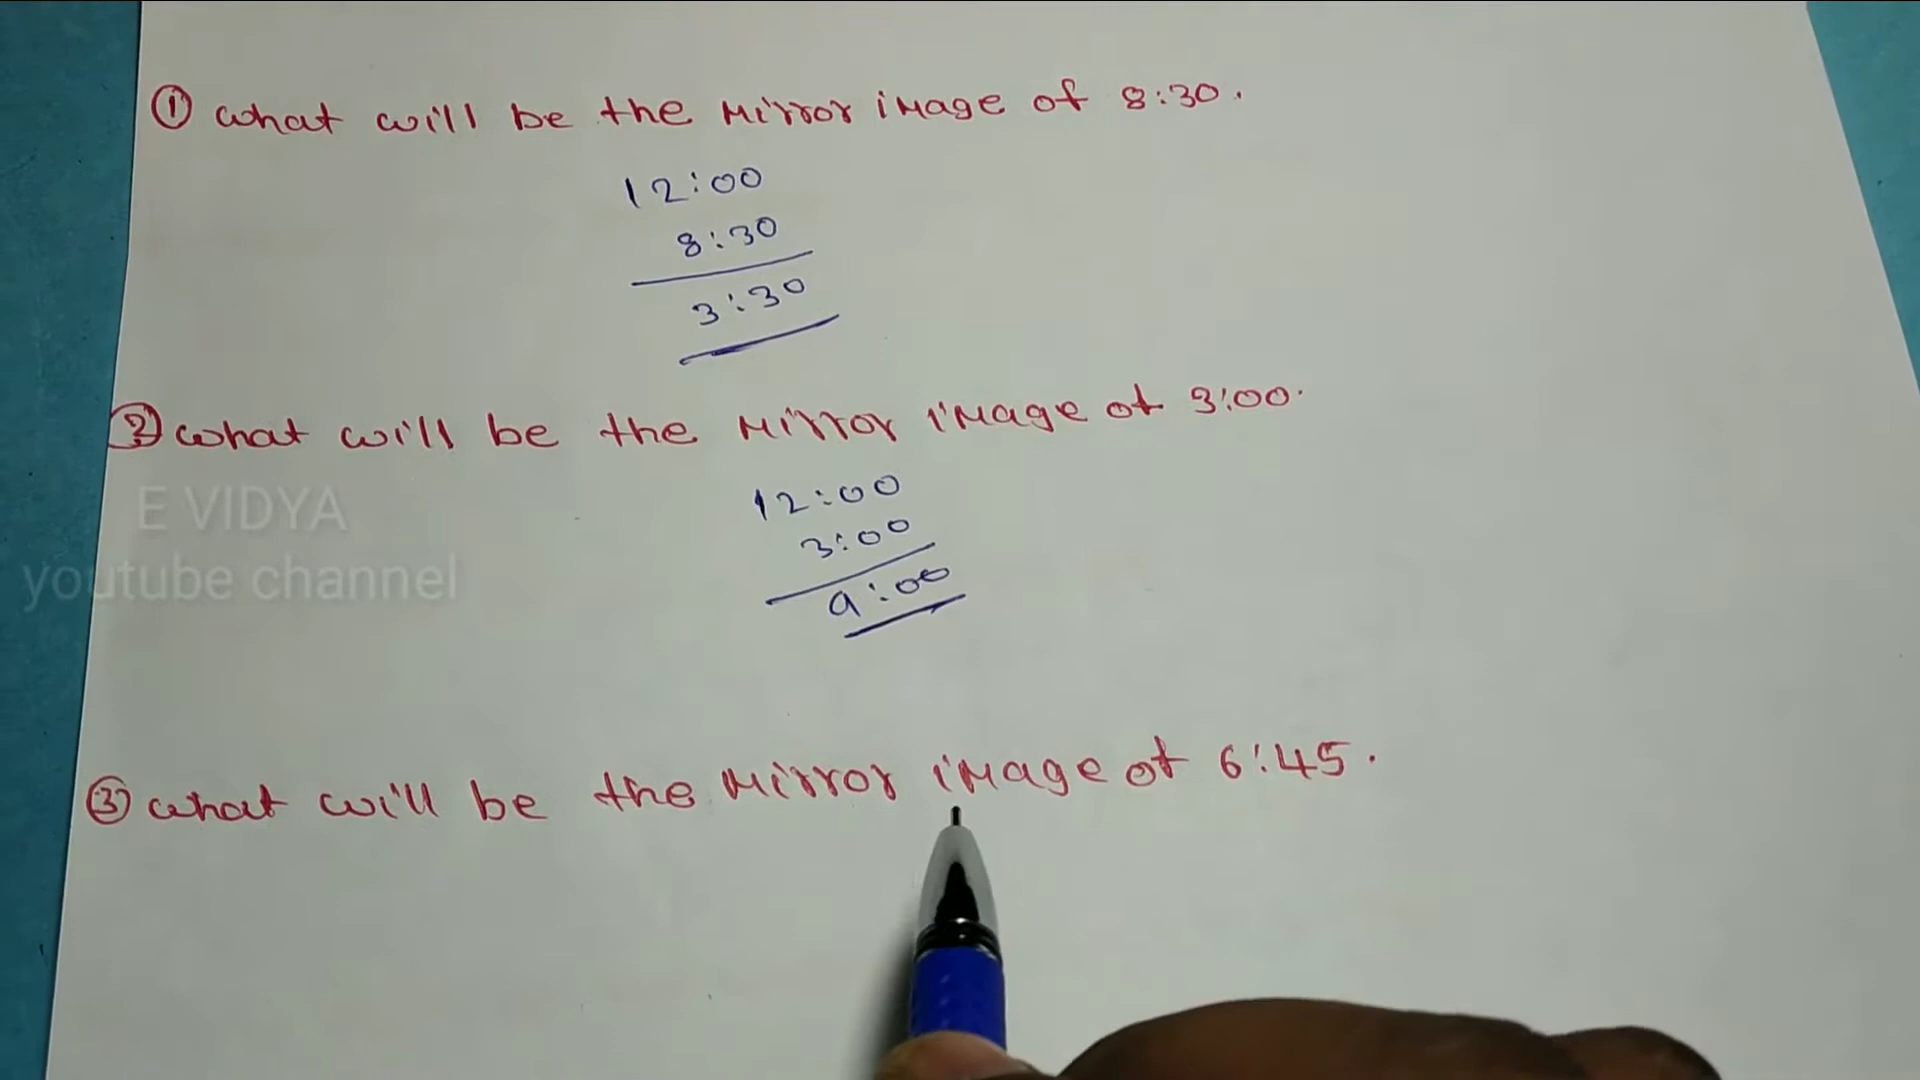 ① What will be the Mirror image of 8:30.
12:00
8:30
3:30
② What will be the Mirror image of 3:00.
12:00
3:00
9:00
E VIDYA
youtube channel
③ What will be the Mirror image of 6:45.